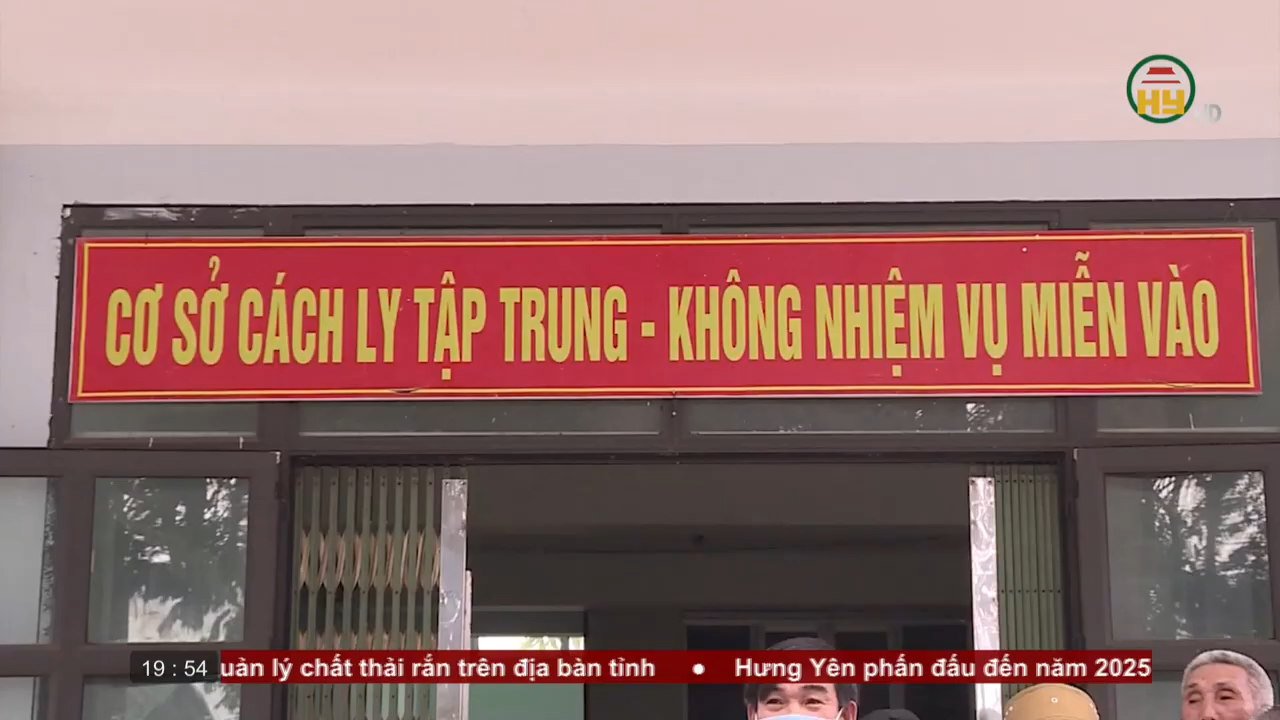 HY
HD
CƠ SỞ CÁCH LY TẬP TRUNG - KHÔNG NHIỆM VỤ MIỄN VÀO
19 : 54 uản lý chất thải rắn trên địa bàn tỉnh ● Hưng Yên phấn đấu đến năm 2025